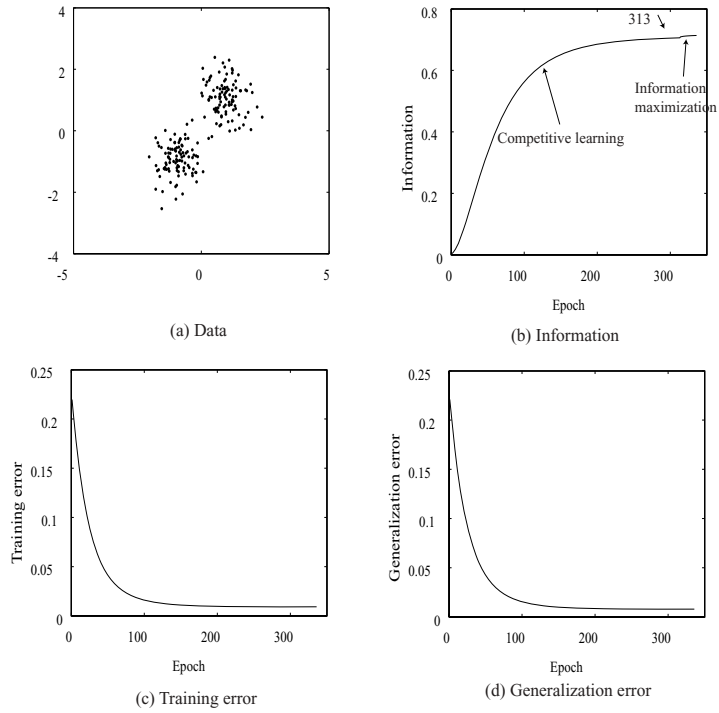 4
2
0
-2
-4
-5
0
5
(a) Data
0.8
0.6
0.4
0.2
0
Information
313
Information
maximization
Competitive learning
0
100
200
300
Epoch
(b) Information
0.25
0.2
0.15
0.1
0.05
0
Training error
0
100
200
300
Epoch
(c) Training error
0.25
0.2
0.15
0.1
0.05
0
Generalization error
0
100
200
300
Epoch
(d) Generalization error